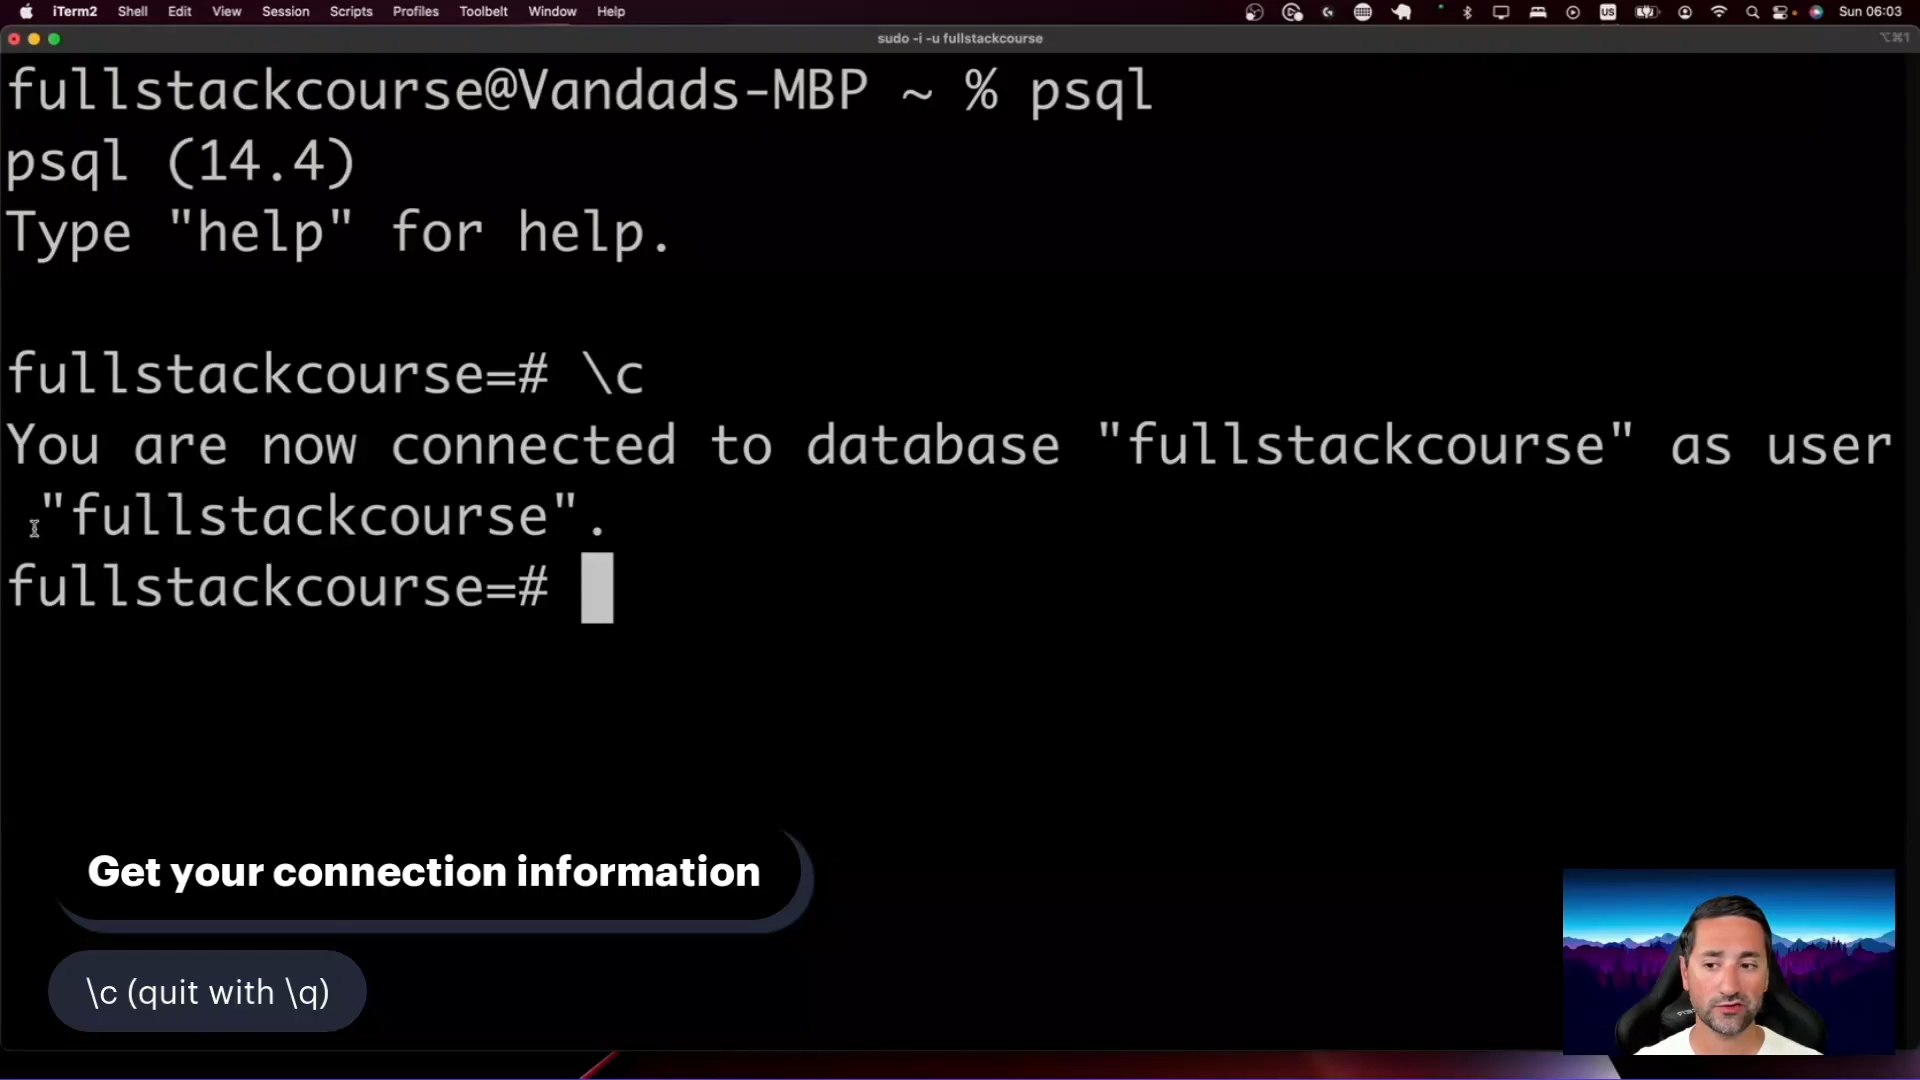 iTerm2 Shell Edit View Session Scripts Profiles Toolbelt Window Help US Sun 06:03
sudo -i -u fullstackcourse ⌥⌘1
fullstackcourse@Vandads-MBP ~ % psql
psql (14.4)
Type "help" for help.
fullstackcourse=# \c
You are now connected to database "fullstackcourse" as user
"fullstackcourse".
fullstackcourse=#
Get your connection information
\c (quit with \q)